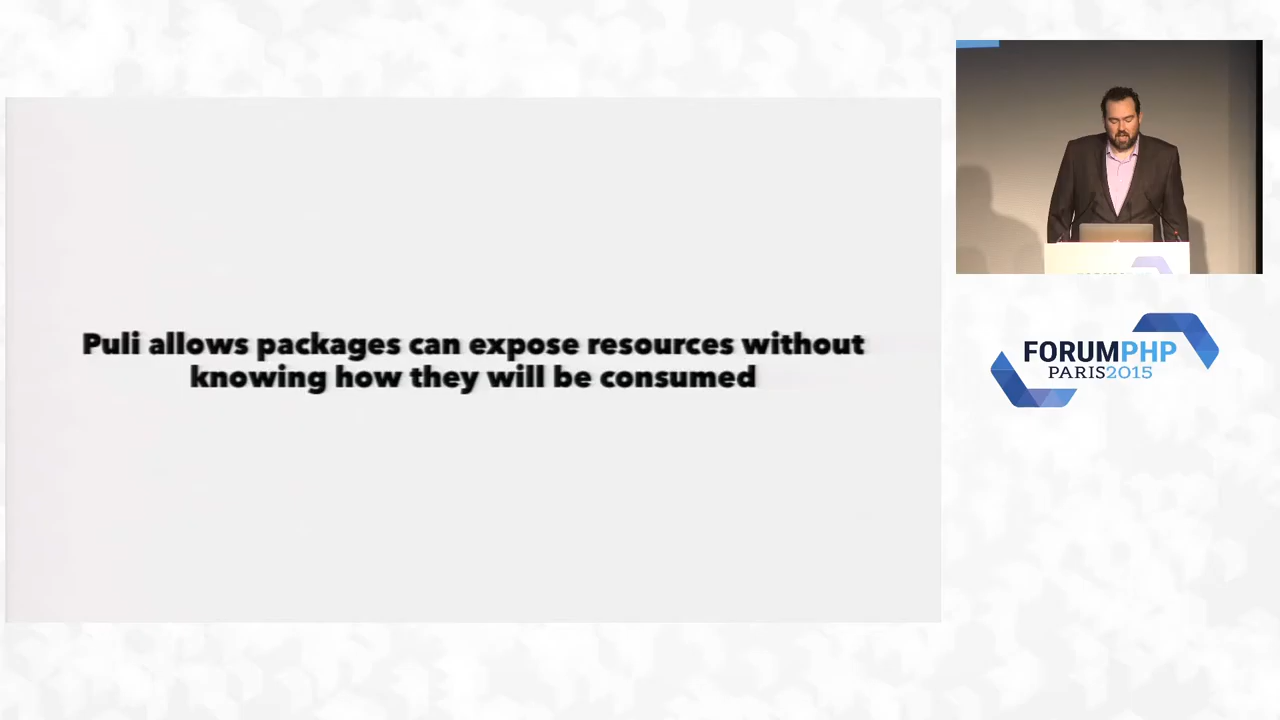 Puli allows packages can expose resources without
knowing how they will be consumed
FORUMPHP
PARIS2015